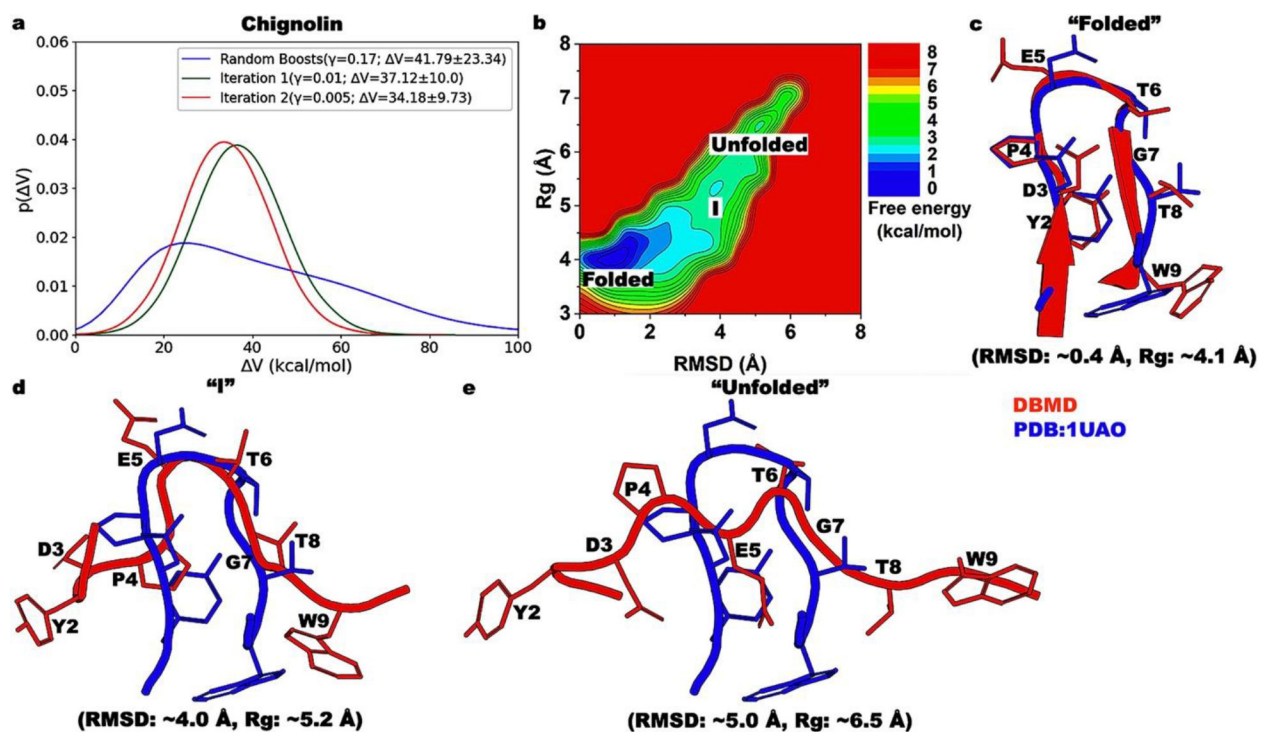 a
Chignolin
b
c
"Folded"
0.06
0.05
0.04
0.03
0.02
0.01
0.00
p(ΔV)
Random Boosts(γ=0.17; ΔV=41.79±23.34)
Iteration 1(γ=0.01; ΔV=37.12±10.0)
Iteration 2(γ=0.005; ΔV=34.18±9.73)
0
20
40
60
80
100
ΔV (kcal/mol)
8
7
6
5
4
3
Rg (Å)
Unfolded
I
Folded
0
2
4
6
8
RMSD (Å)
8
7
6
5
4
3
2
1
0
Free energy
(kcal/mol)
E5
T6
P4
G7
D3
T8
Y2
W9
(RMSD: ~0.4 Å, Rg: ~4.1 Å)
d
"I"
E5
T6
D3
T8
P4
G7
Y2
W9
(RMSD: ~4.0 Å, Rg: ~5.2 Å)
e
"Unfolded"
P4
T6
G7
D3
E5
T8
W9
Y2
(RMSD: ~5.0 Å, Rg: ~6.5 Å)
DBMD
PDB:1UAO